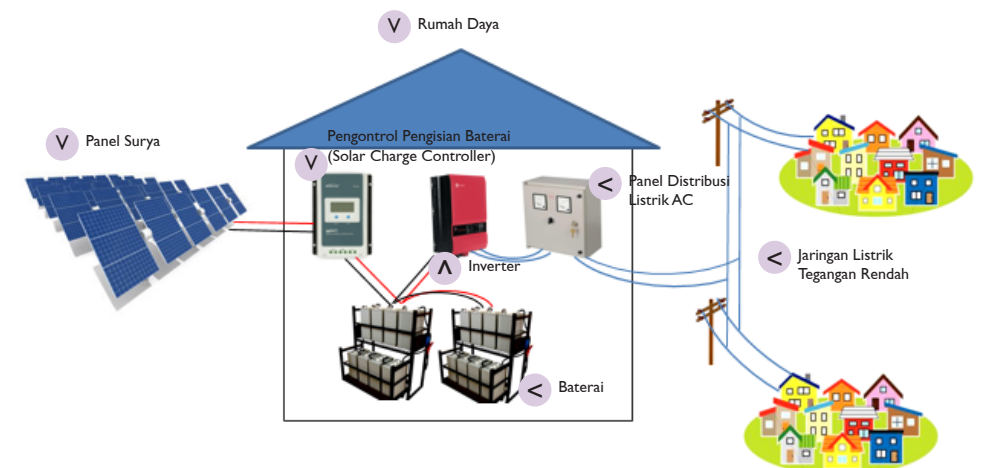 Rumah Daya
Panel Surya
Pengontrol Pengisian Baterai
(Solar Charge Controller)
Panel Distribusi
Listrik AC
Inverter
Jaringan Listrik
Tegangan Rendah
Baterai